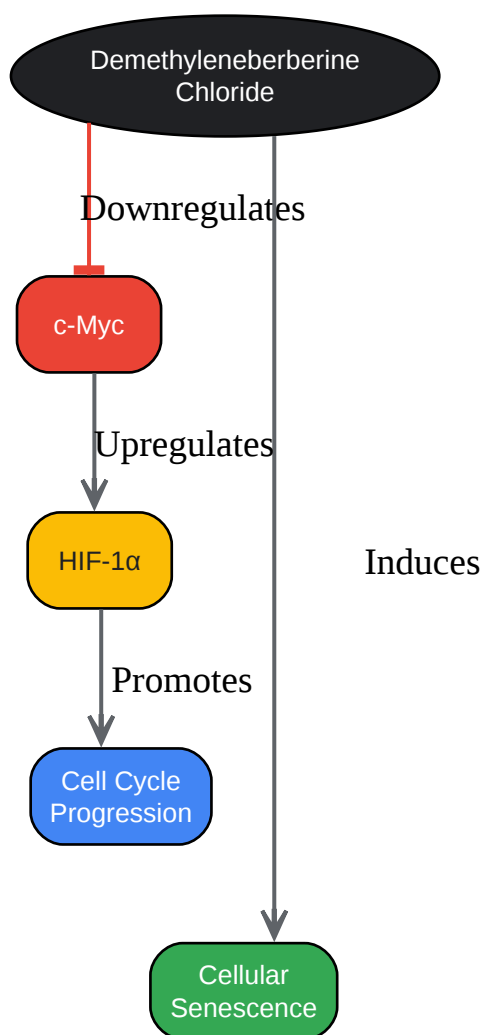 Demethyleneberberine
Chloride
Downregulates
c-Myc
Upregulates
HIF-1α
Induces
Promotes
Cell Cycle
Progression
Cellular
Senescence